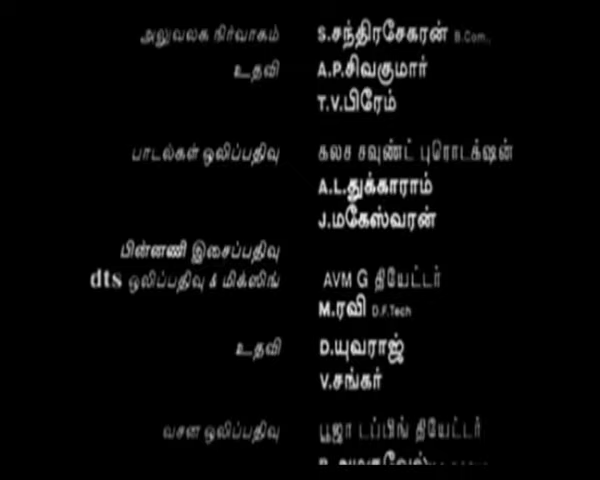 அலுவலக நிர்வாகம் S.சந்திரசேகரன் B.Com.,
உதவி A.P.சிவகுமார்
T.V.பிரேம்
பாடல்கள் ஒலிப்பதிவு கலச சவுண்ட் புரொடக்ஷன்
A.L.துக்காராம்
J.மகேஸ்வரன்
பின்னணி இசைப்பதிவு
dts ஒலிப்பதிவு & மிக்ஸிங் AVM G தியேட்டர்
M.ரவி D.F.Tech
உதவி D.யுவராஜ்
V.சங்கர்
வசன ஒலிப்பதிவு பூஜா டப்பிங் தியேட்டர்